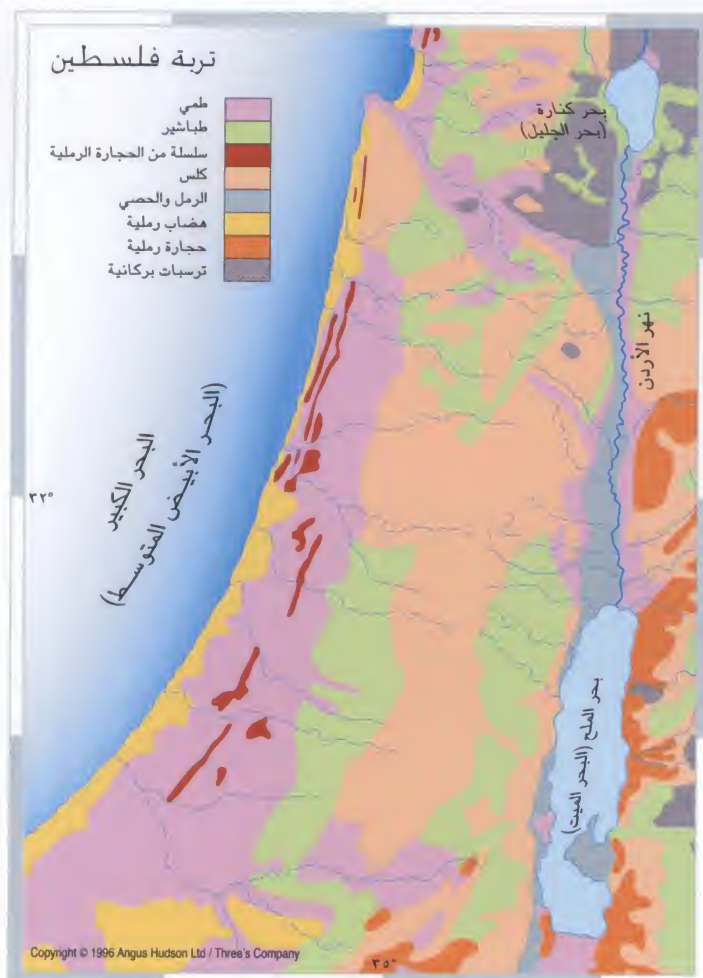 تربة فلسطين
طمي
طباشير
سلسلة من الحجارة الرملية
كلس
الرمل والحصي
هضاب رملية
حجارة رملية
ترسبات بركانية
بحر كنارة
(بحر الجليل)
نهر الأردن
البحر الكبير
(البحر الأبيض المتوسط)
٣٢°
بحر الملح (البحر الميت)
٣٥°
Copyright © 1996 Angus Hudson Ltd / Three's Company